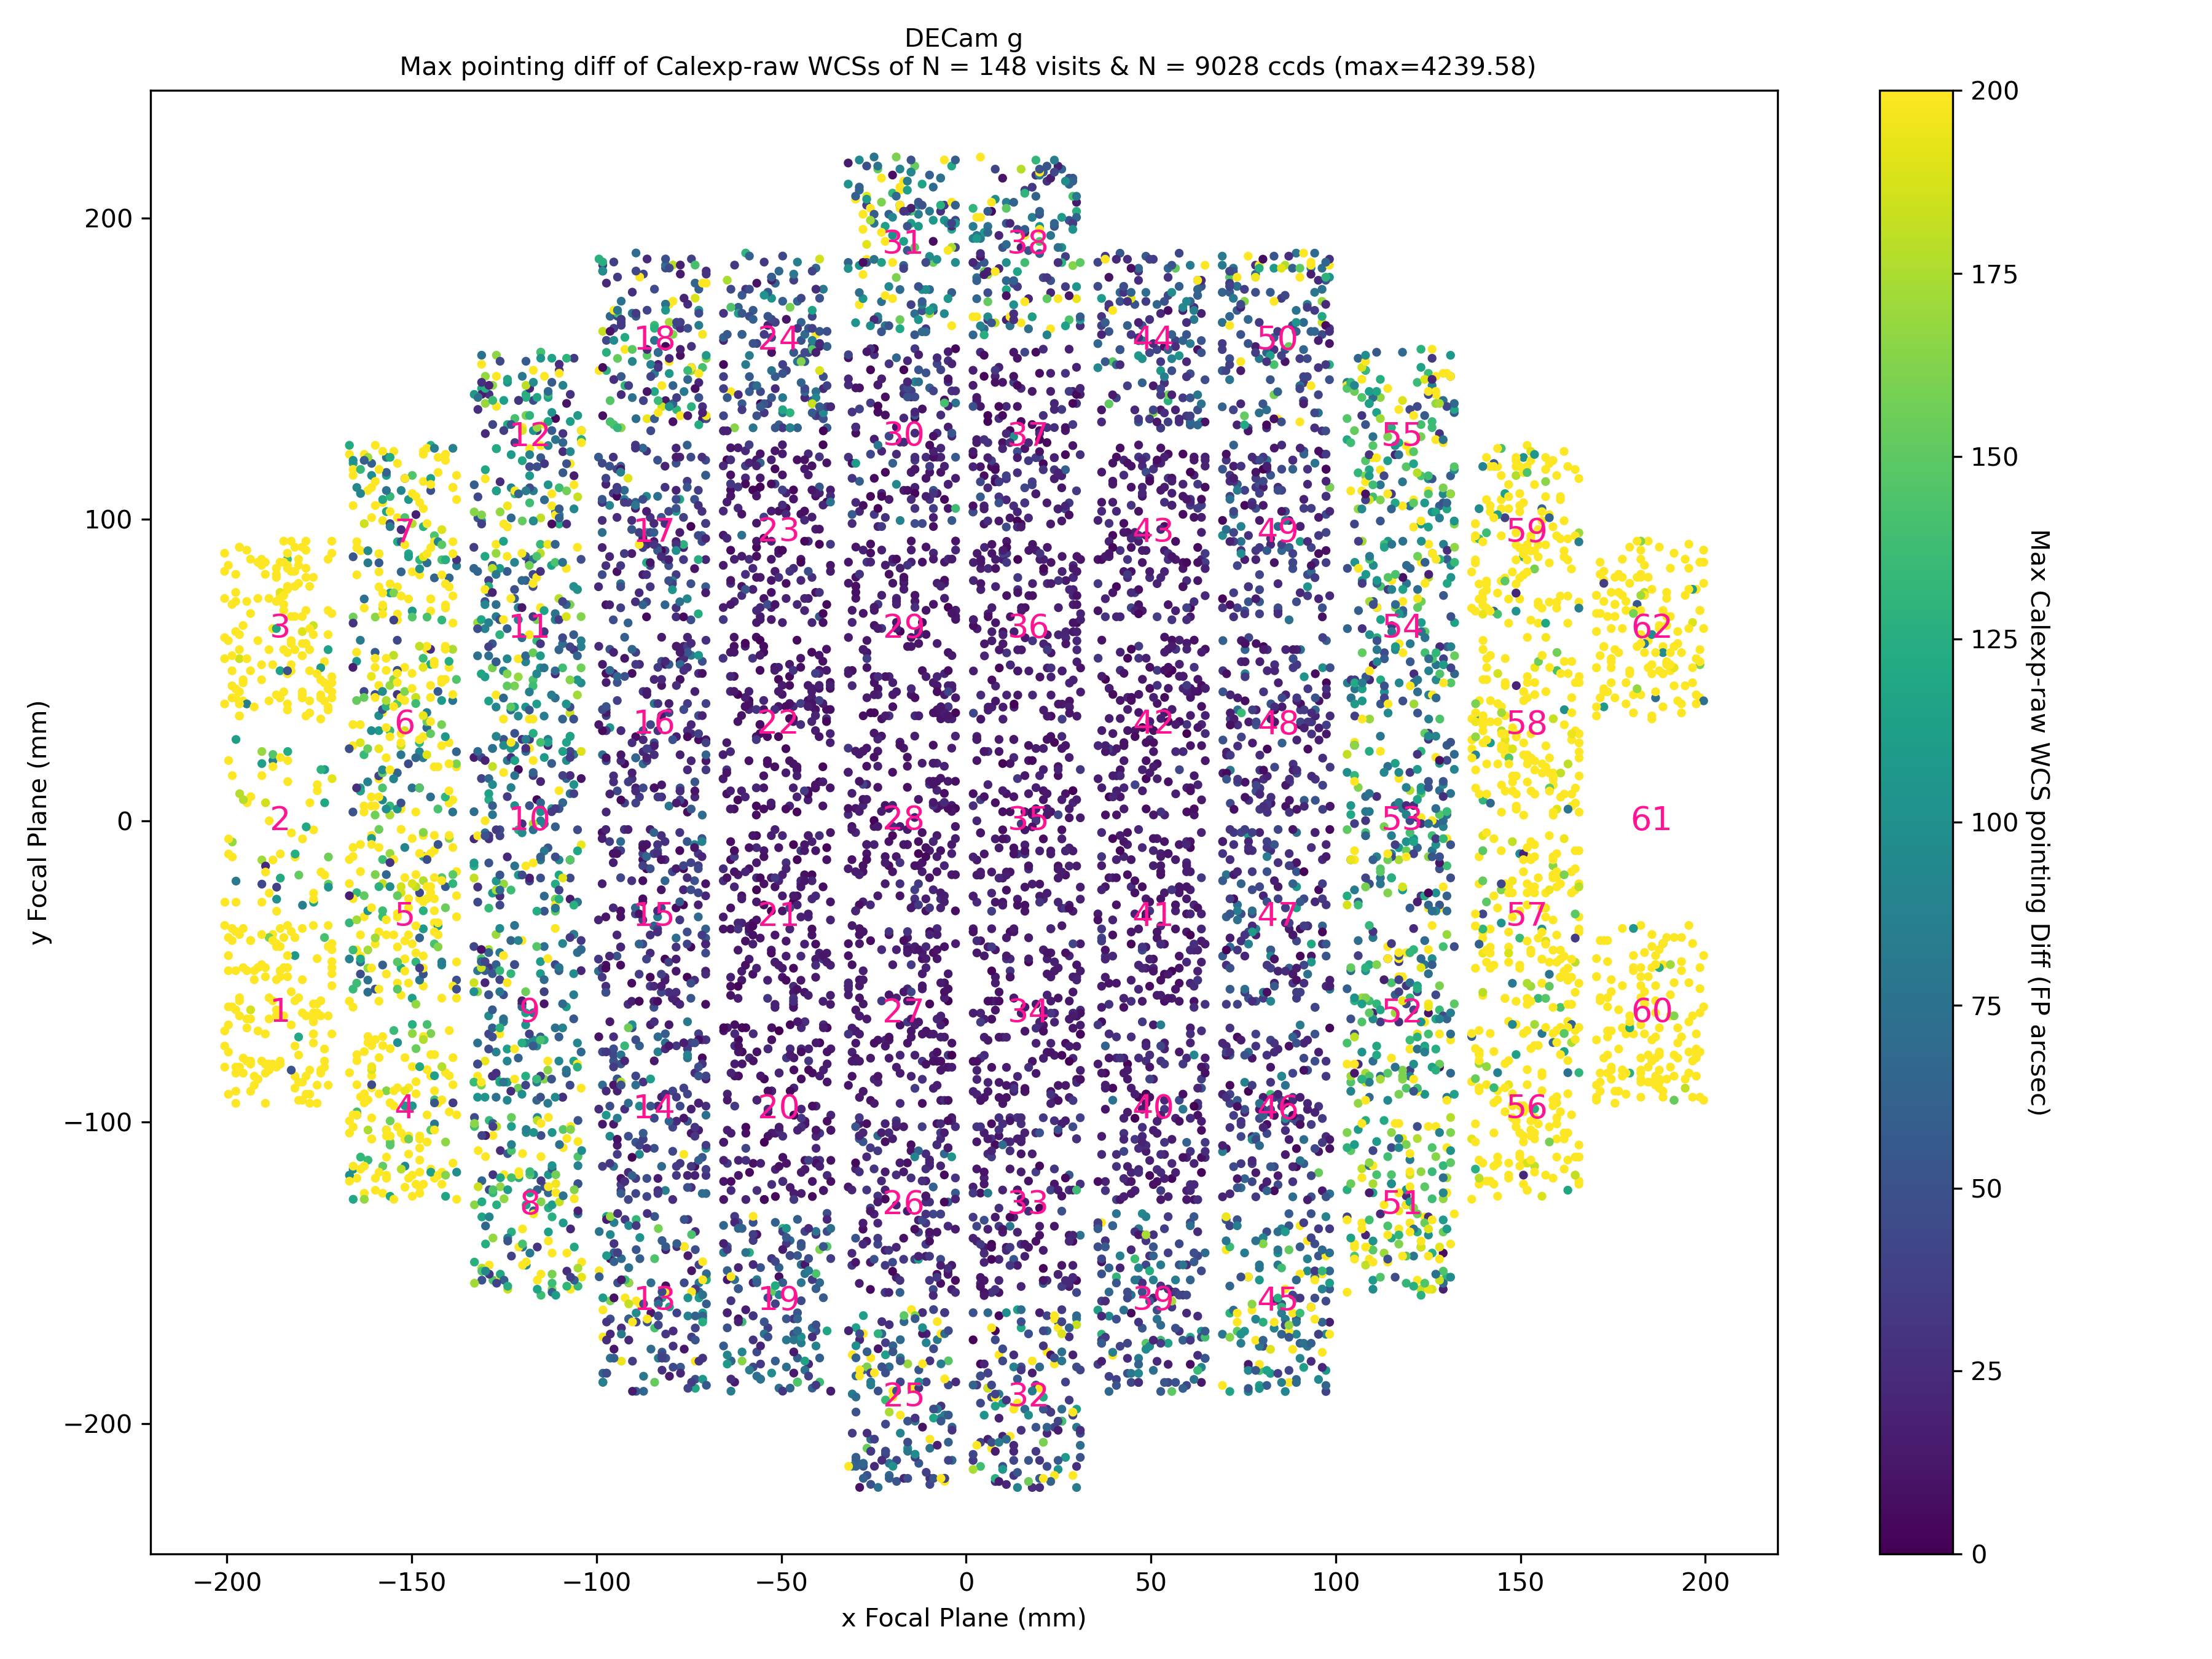 DECam g
Max pointing diff of Calexp-raw WCSs of N = 148 visits & N = 9028 ccds (max=4239.58)
200
31 38
18 24 44 50
12 30 37 55
100
7 17 23 43 49 59
3 11 29 36 54 62
6 16 22 42 48 58
0
2 10 28 35 53 61
5 15 21 41 47 57
1 9 27 34 52 60
−100
4 14 20 40 46 56
8 26 33 51
13 19 39 45
−200
25 32
y Focal Plane (mm)
−200 −150 −100 −50 0 50 100 150 200
x Focal Plane (mm)
200
175
150
125
100
75
50
25
0
Max Calexp-raw WCS pointing Diff (FP arcsec)